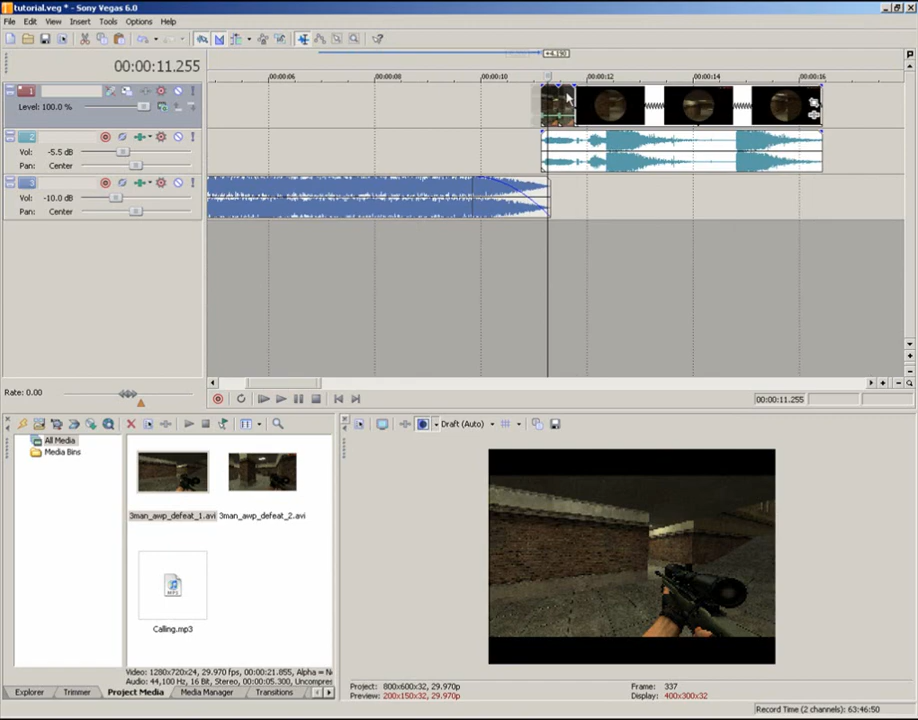 tutorial.veg * - Sony Vegas 6.0
File Edit View Insert Tools Options Help
+4.190
00:00:11.255
00:00:06 00:00:08 00:00:10 00:00:12 00:00:14 00:00:16
1
Level: 100.0 %
2
Vol: -5.5 dB
Pan: Center
3
Vol: -10.0 dB
Pan: Center
Rate: 0.00
00:00:11.255
Draft (Auto)
All Media
Media Bins
3man_awp_defeat_1.avi 3man_awp_defeat_2.avi
Calling.mp3
Video: 1280x720x24, 29.970 fps, 00:00:21.855, Alpha = N
Audio: 44,100 Hz, 16 Bit, Stereo, 00:00:05.300, Uncompres
Explorer Trimmer Project Media Media Manager Transitions
Project: 800x600x32, 29.970p
Preview: 200x150x32, 29.970p
Frame: 337
Display: 400x300x32
Record Time (2 channels): 63:46:50